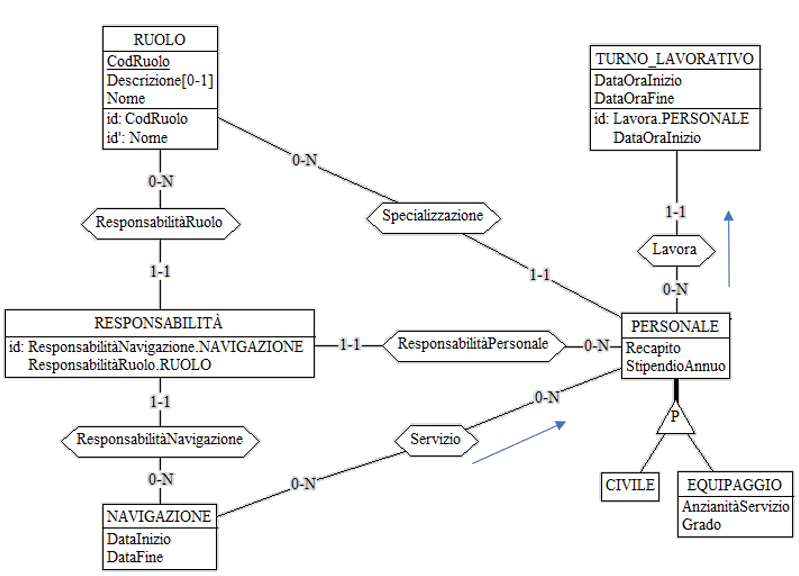 RUOLO
CodRuolo
Descrizione[0-1]
Nome
id: CodRuolo
id': Nome
TURNO_LAVORATIVO
DataOraInizio
DataOraFine
id: Lavora.PERSONALE
DataOraInizio
0-N
0-N
ResponsabilitàRuolo
Specializzazione
1-1
Lavora
1-1
1-1
0-N
RESPONSABILITÀ
id: ResponsabilitàNavigazione.NAVIGAZIONE
ResponsabilitàRuolo.RUOLO
1-1
ResponsabilitàPersonale
0-N
PERSONALE
Recapito
StipendioAnnuo
1-1
0-N
P
ResponsabilitàNavigazione
Servizio
0-N
0-N
CIVILE
EQUIPAGGIO
AnzianitàServizio
Grado
NAVIGAZIONE
DataInizio
DataFine